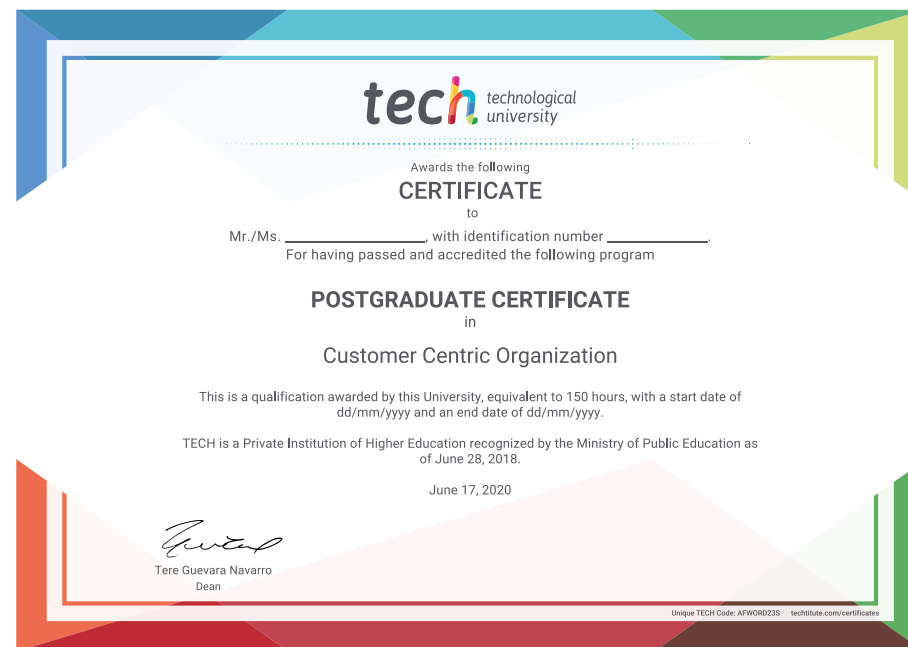 tech technological
university
Awards the following
CERTIFICATE
to
Mr./Ms. ____________________, with identification number ______________.
For having passed and accredited the following program
POSTGRADUATE CERTIFICATE
in
Customer Centric Organization
This is a qualification awarded by this University, equivalent to 150 hours, with a start date of
dd/mm/yyyy and an end date of dd/mm/yyyy.
TECH is a Private Institution of Higher Education recognized by the Ministry of Public Education as
of June 28, 2018.
June 17, 2020
Tere Guevara Navarro
Dean
Unique TECH Code: AFWORD23S techtitute.com/certificates